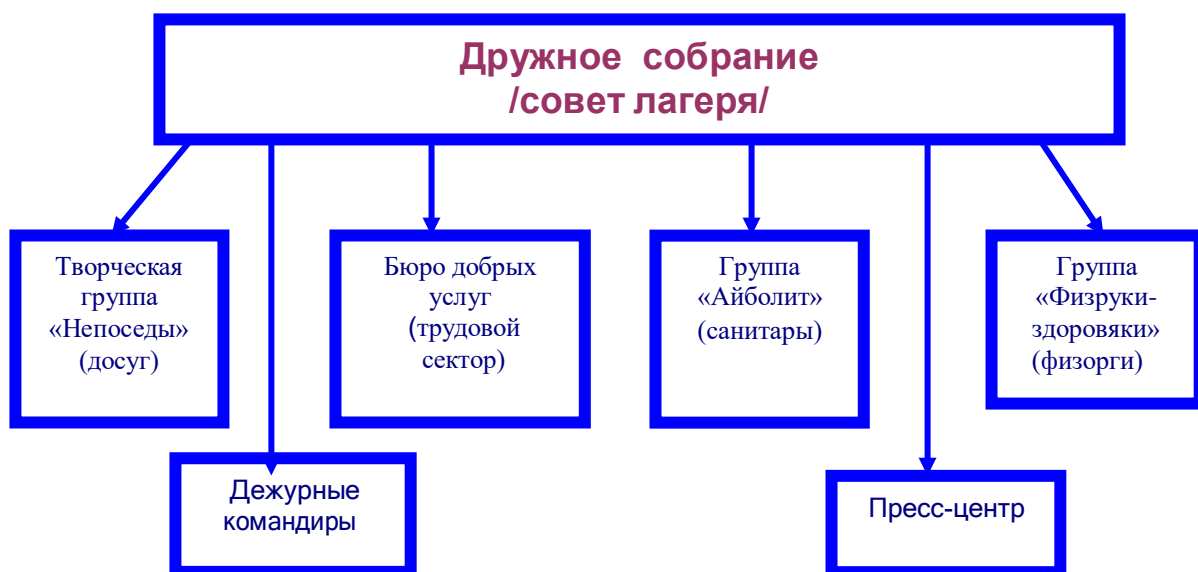 Дружное собрание
/совет лагеря/
Творческая
группа
«Непоседы»
(досуг)
Бюро добрых
услуг
(трудовой
сектор)
Группа
«Айболит»
(санитары)
Группа
«Физруки-
здоровяки»
(физорги)
Дежурные
командиры
Пресс-центр